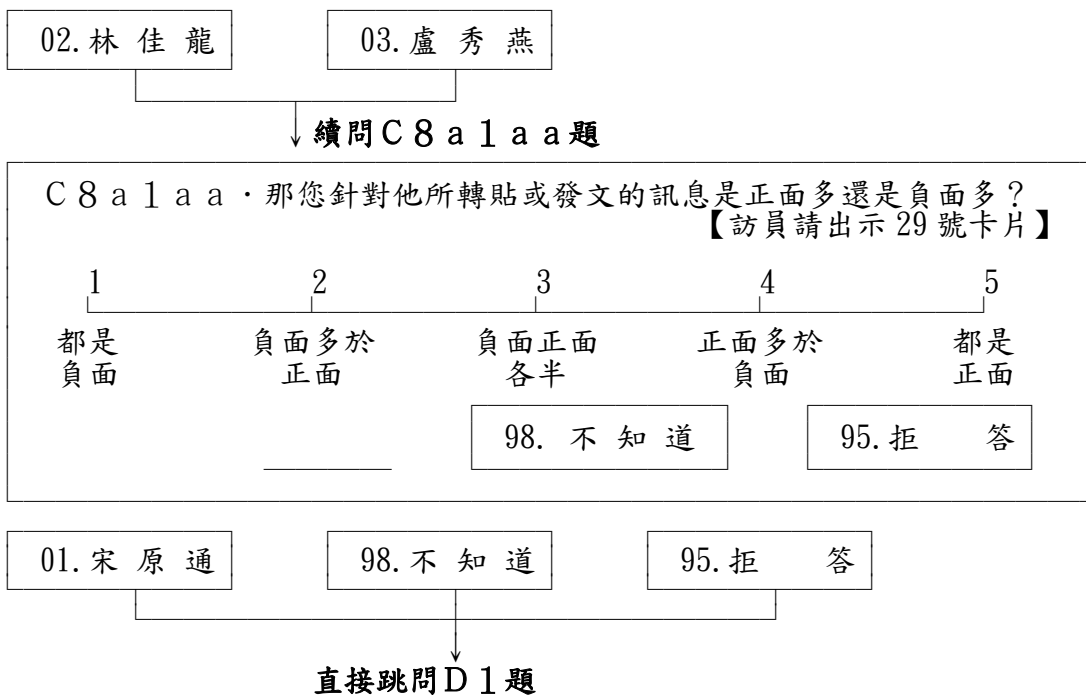 02.林 佳 龍 03.盧 秀 燕
續問C8a1aa題
C8a1aa．那您針對他所轉貼或發文的訊息是正面多還是負面多？
【訪員請出示 29 號卡片】
1 2 3 4 5
都是 負面多於 負面正面 正面多於 都是
負面 正面 各半 負面 正面
98. 不 知 道 95.拒 答
01.宋 原 通 98.不 知 道 95.拒 答
直接跳問D1題